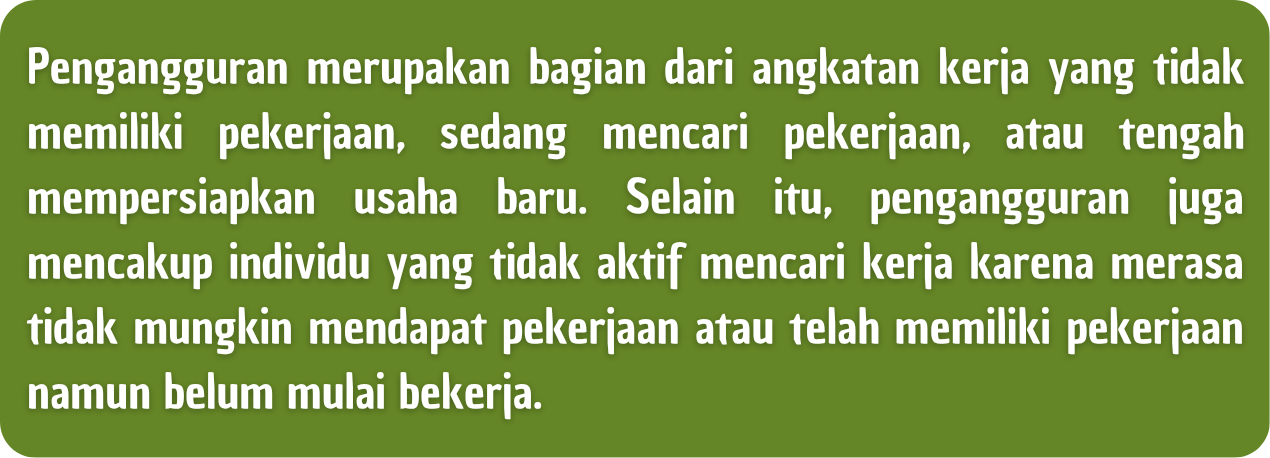 Pengangguran merupakan bagian dari angkatan kerja yang tidak
memiliki pekerjaan, sedang mencari pekerjaan, atau tengah
mempersiapkan usaha baru. Selain itu, pengangguran juga
mencakup individu yang tidak aktif mencari kerja karena merasa
tidak mungkin mendapat pekerjaan atau telah memiliki pekerjaan
namun belum mulai bekerja.